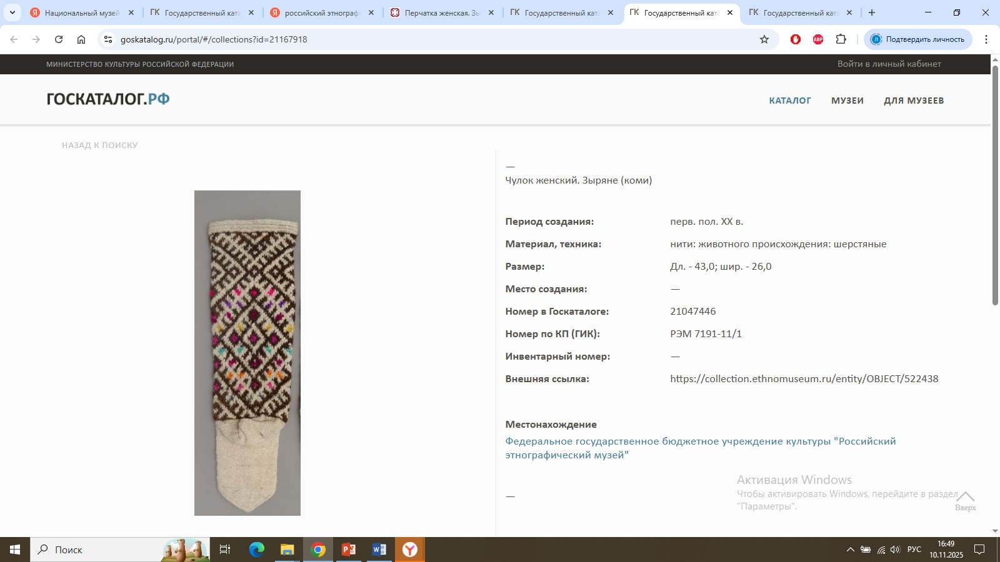 Национальный музей
Государственный ката
российский этнографи
Перчатка женская. Зы
Государственный ката
Государственный ката
Государственный ката
goskatalog.ru/portal/#/collections?id=21167918
Подтвердить личность
МИНИСТЕРСТВО КУЛЬТУРЫ РОССИЙСКОЙ ФЕДЕРАЦИИ
Войти в личный кабинет
ГОСКАТАЛОГ.РФ
КАТАЛОГ МУЗЕИ ДЛЯ МУЗЕЕВ
НАЗАД К ПОИСКУ
—
Чулок женский. Зыряне (коми)
Период создания: перв. пол. XX в.
Материал, техника: нити: животного происхождения: шерстяные
Размер: Дл. - 43,0; шир. - 26,0
Место создания: —
Номер в Госкаталоге: 21047446
Номер по КП (ГИК): РЭМ 7191-11/1
Инвентарный номер: —
Внешняя ссылка: https://collection.ethnomuseum.ru/entity/OBJECT/522438
Местонахождение
Федеральное государственное бюджетное учреждение культуры "Российский
этнографический музей"
—
Активация Windows
Чтобы активировать Windows, перейдите в раздел
"Параметры".
Вверх
Поиск
РУС
16:49
10.11.2025